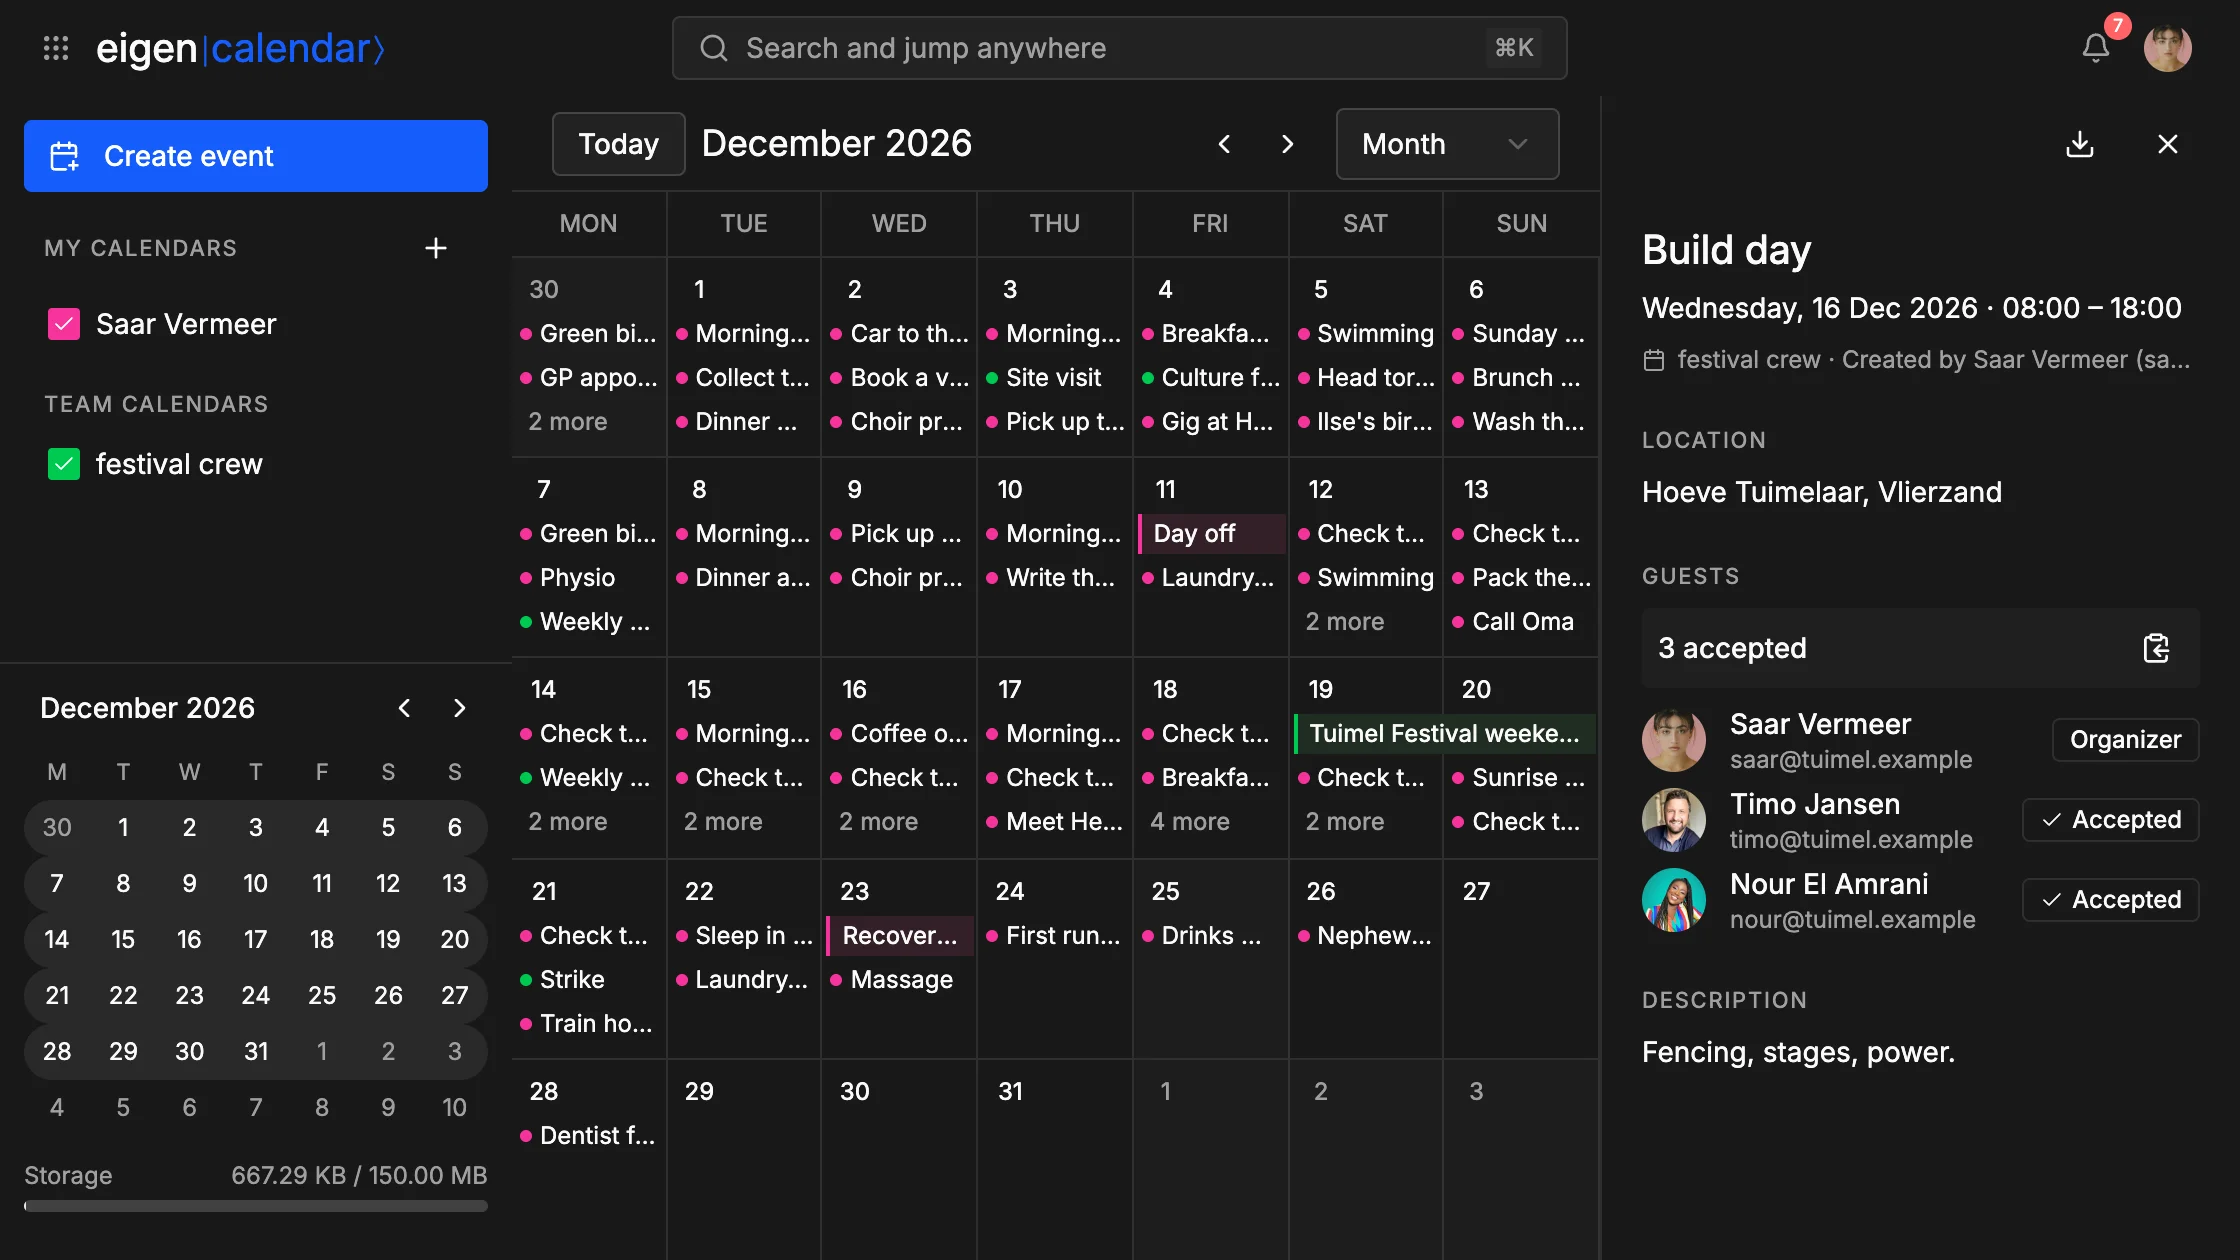 eigen|calendar⟩
Search and jump anywhere ⌘K
7
Create event
MY CALENDARS
Saar Vermeer
TEAM CALENDARS
festival crew
December 2026
M T W T F S S
30 1 2 3 4 5 6
7 8 9 10 11 12 13
14 15 16 17 18 19 20
21 22 23 24 25 26 27
28 29 30 31 1 2 3
4 5 6 7 8 9 10
Storage 667.29 KB / 150.00 MB
Today December 2026 Month
MON TUE WED THU FRI SAT SUN
30 1 2 3 4 5 6
Green bi... Morning... Car to th... Morning... Breakfa... Swimming Sunday ...
GP appo... Collect t... Book a v... Site visit Culture f... Head tor... Brunch ...
2 more Dinner ... Choir pr... Pick up t... Gig at H... Ilse's bir... Wash th...
7 8 9 10 11 12 13
Green bi... Morning... Pick up ... Morning... Day off Check t... Check t...
Physio Dinner a... Choir pr... Write th... Laundry... Swimming Pack the...
Weekly ... 2 more Call Oma
14 15 16 17 18 19 20
Check t... Morning... Coffee o... Morning... Check t... Tuimel Festival weeke...
Weekly ... Check t... Check t... Check t... Breakfa... Check t... Sunrise ...
2 more 2 more 2 more Meet He... 4 more 2 more Check t...
21 22 23 24 25 26 27
Check t... Sleep in ... Recover... First run... Drinks ... Nephew...
Strike Laundry... Massage
Train ho...
28 29 30 31 1 2 3
Dentist f...
Build day
Wednesday, 16 Dec 2026 · 08:00 – 18:00
festival crew · Created by Saar Vermeer (sa...
LOCATION
Hoeve Tuimelaar, Vlierzand
GUESTS
3 accepted
Saar Vermeer
saar@tuimel.example
Organizer
Timo Jansen
timo@tuimel.example
Accepted
Nour El Amrani
nour@tuimel.example
Accepted
DESCRIPTION
Fencing, stages, power.